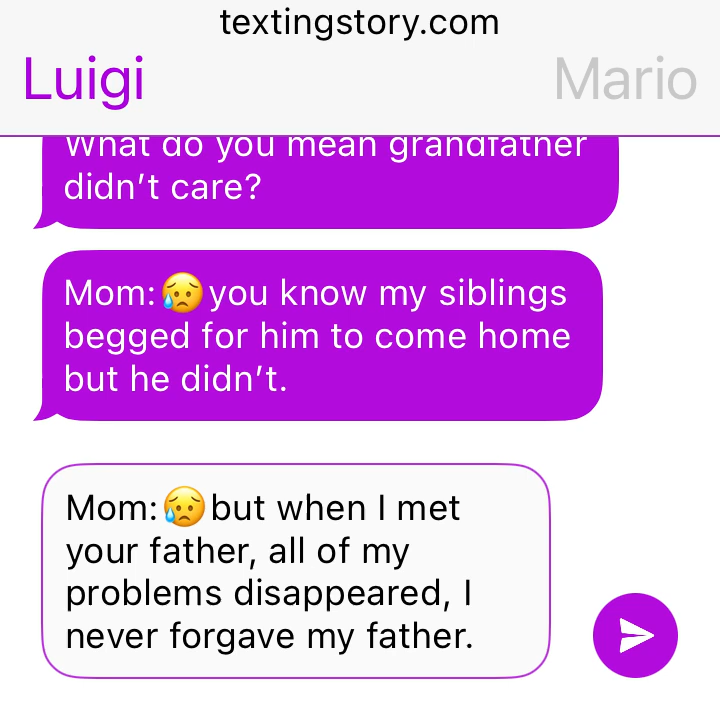 textingstory.com
Luigi
Mario
What do you mean grandfather
didn’t care?
Mom:😥you know my siblings
begged for him to come home
but he didn’t.
Mom:😥but when I met
your father, all of my
problems disappeared, I
never forgave my father.